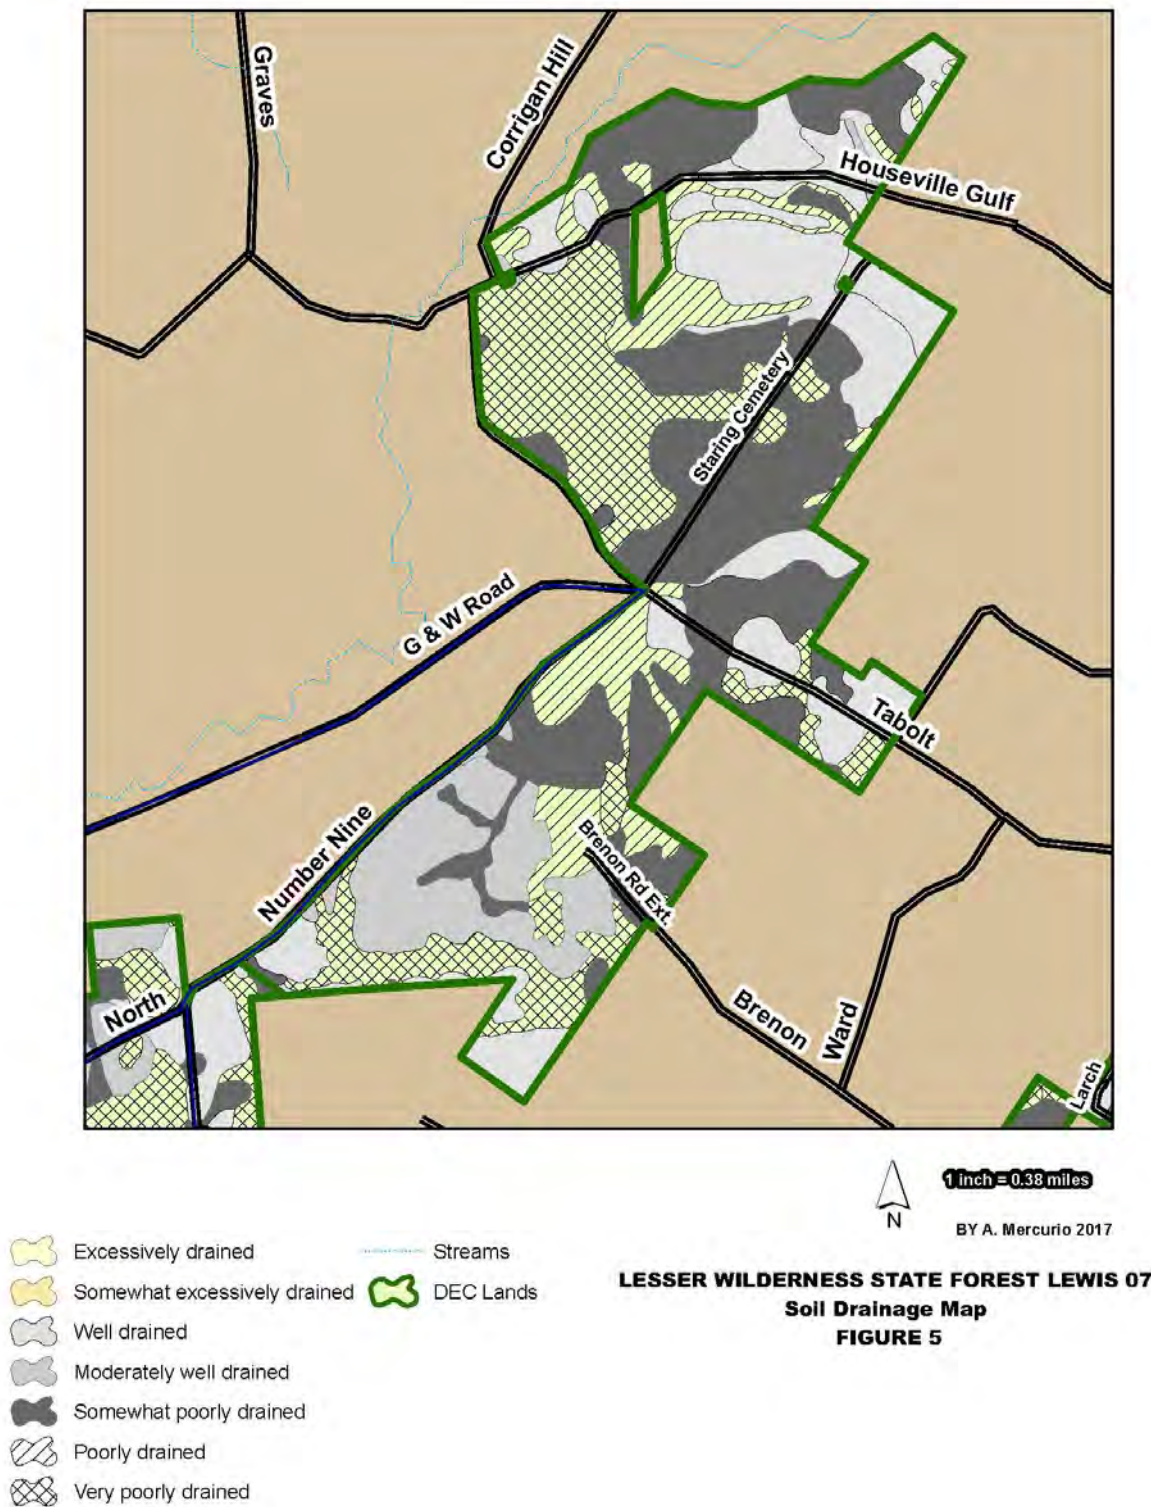 Graves
Corrigan Hill
Houseville Gulf
Staring Cemetery
G & W Road
Tabolt
Number Nine
Brenon Rd Ext.
North
Brenon
Ward
Larch
N
1 inch = 0.38 miles
BY A. Mercurio 2017
Excessively drained
Somewhat excessively drained
Well drained
Moderately well drained
Somewhat poorly drained
Poorly drained
Very poorly drained
Streams
DEC Lands
LESSER WILDERNESS STATE FOREST LEWIS 07
Soil Drainage Map
FIGURE 5